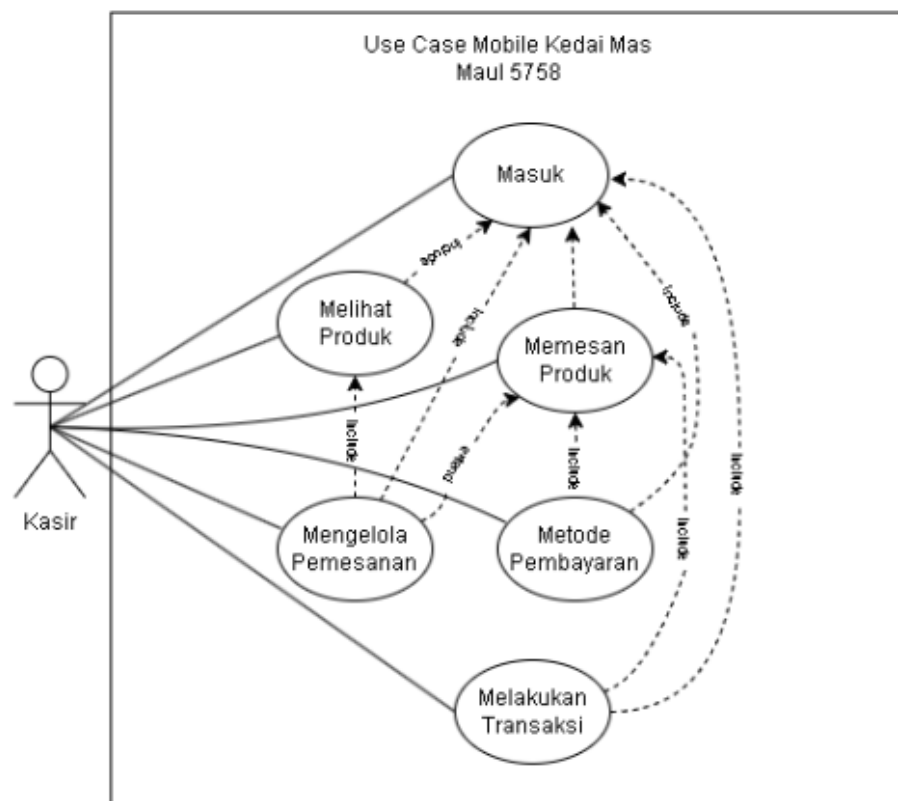 Use Case Mobile Kedai Mas
Maul 5758
Masuk
include
Melihat
Produk
include
include
Memesan
Produk
include
extend
include
include
include
Kasir
Mengelola
Pemesanan
Metode
Pembayaran
include
Melakukan
Transaksi